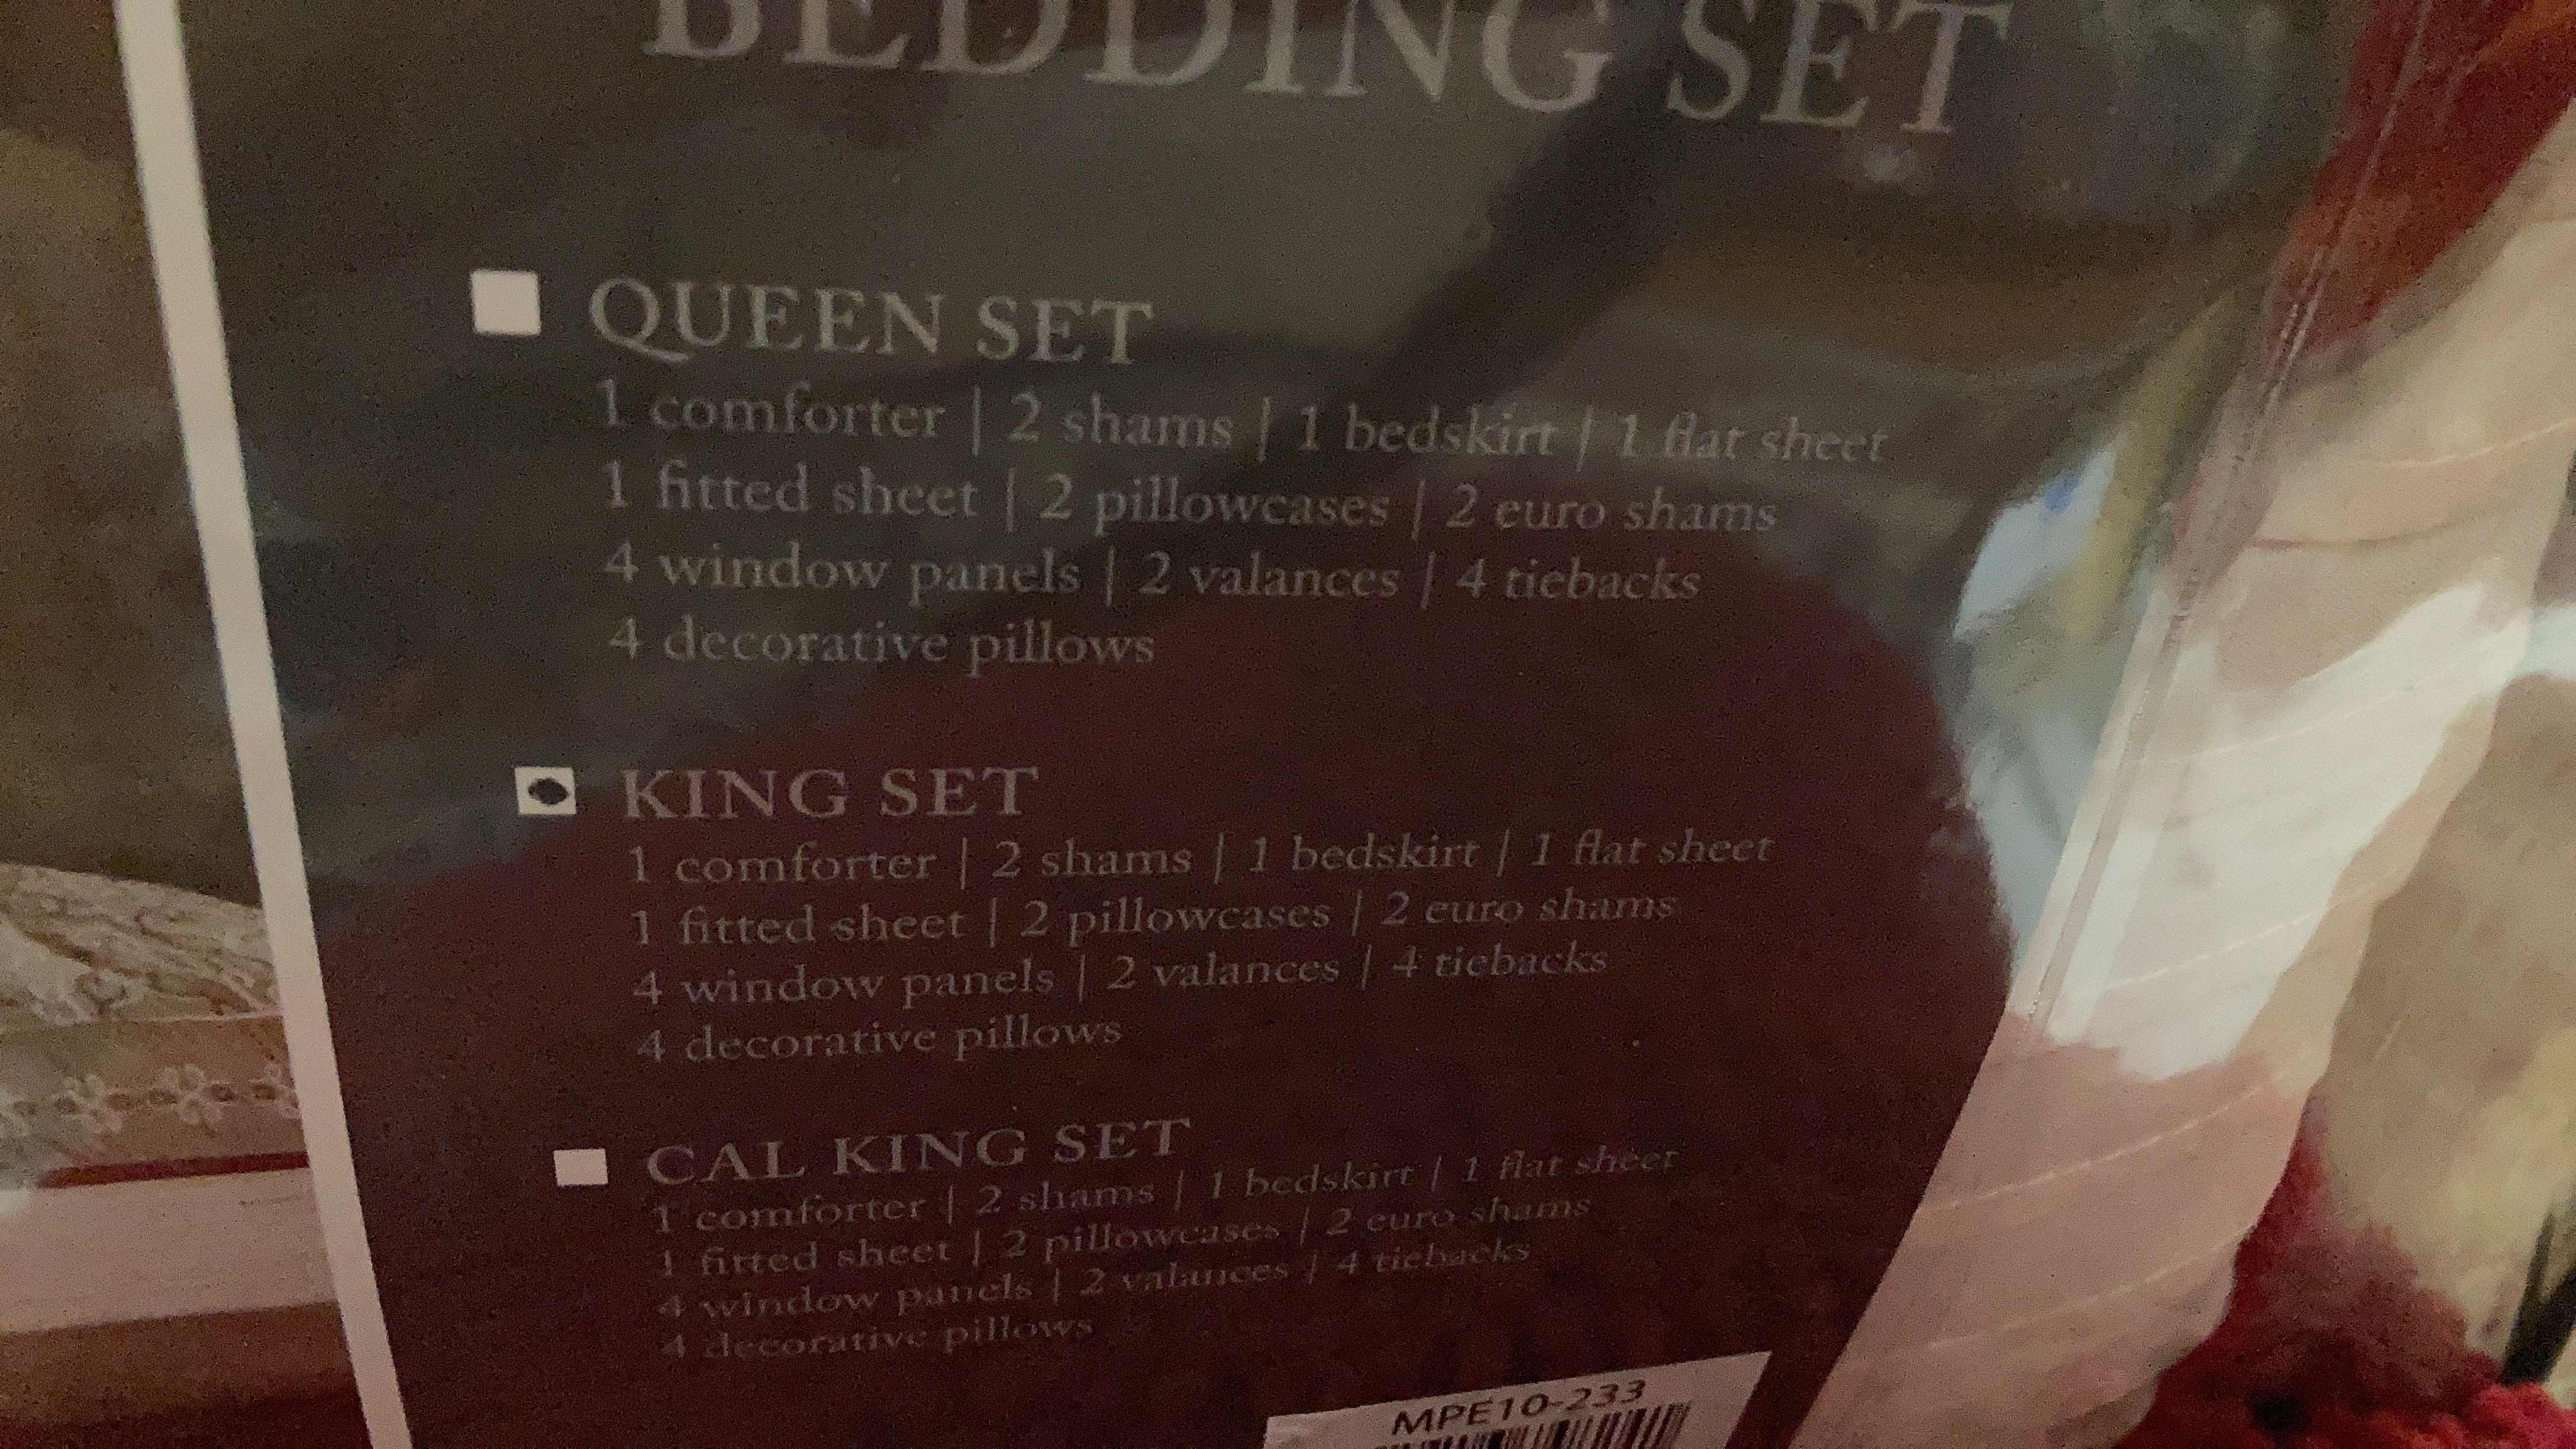 BEDDING SET
QUEEN SET
1 comforter | 2 shams | 1 bedskirt | 1 flat sheet
1 fitted sheet | 2 pillowcases | 2 euro shams
4 window panels | 2 valances | 4 tiebacks
4 decorative pillows
KING SET
1 comforter | 2 shams | 1 bedskirt | 1 flat sheet
1 fitted sheet | 2 pillowcases | 2 euro shams
4 window panels | 2 valances | 4 tiebacks
4 decorative pillows
CAL KING SET
1 comforter | 2 shams | 1 bedskirt | 1 flat sheet
1 fitted sheet | 2 pillowcases | 2 euro shams
4 window panels | 2 valances | 4 tiebacks
4 decorative pillows
MPE10-233